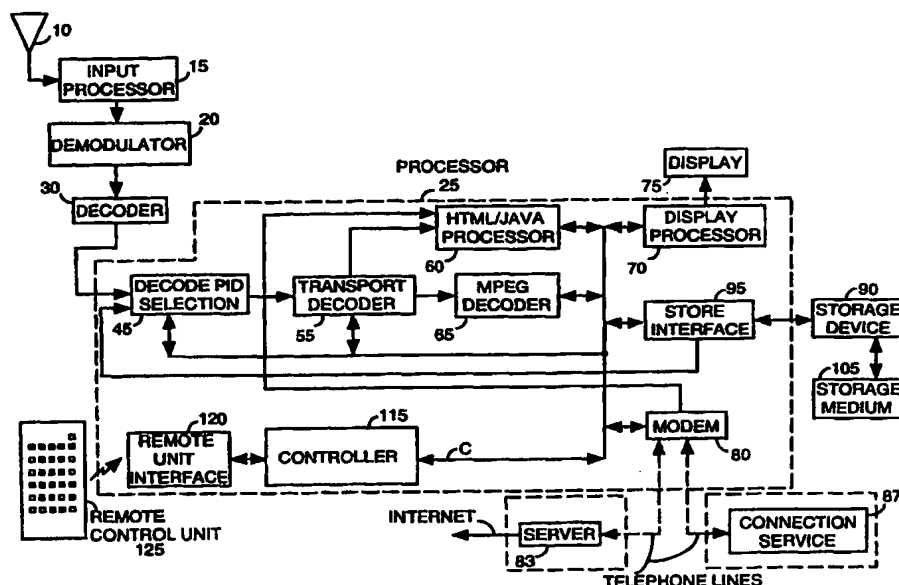 10
INPUT
PROCESSOR
15
20
DEMODULATOR
30
DECODER
PROCESSOR
25
75
DISPLAY
HTML/JAVA
PROCESSOR
60
DISPLAY
PROCESSOR
70
DECODE PID
SELECTION
45
TRANSPORT
DECODER
55
MPEG
DECODER
65
95
STORE
INTERFACE
90
STORAGE
DEVICE
105
STORAGE
MEDIUM
120
REMOTE
UNIT
INTERFACE
115
CONTROLLER
C
MODEM
80
REMOTE
CONTROL UNIT
125
INTERNET
SERVER
83
87
CONNECTION
SERVICE
TELEPHONE LINES